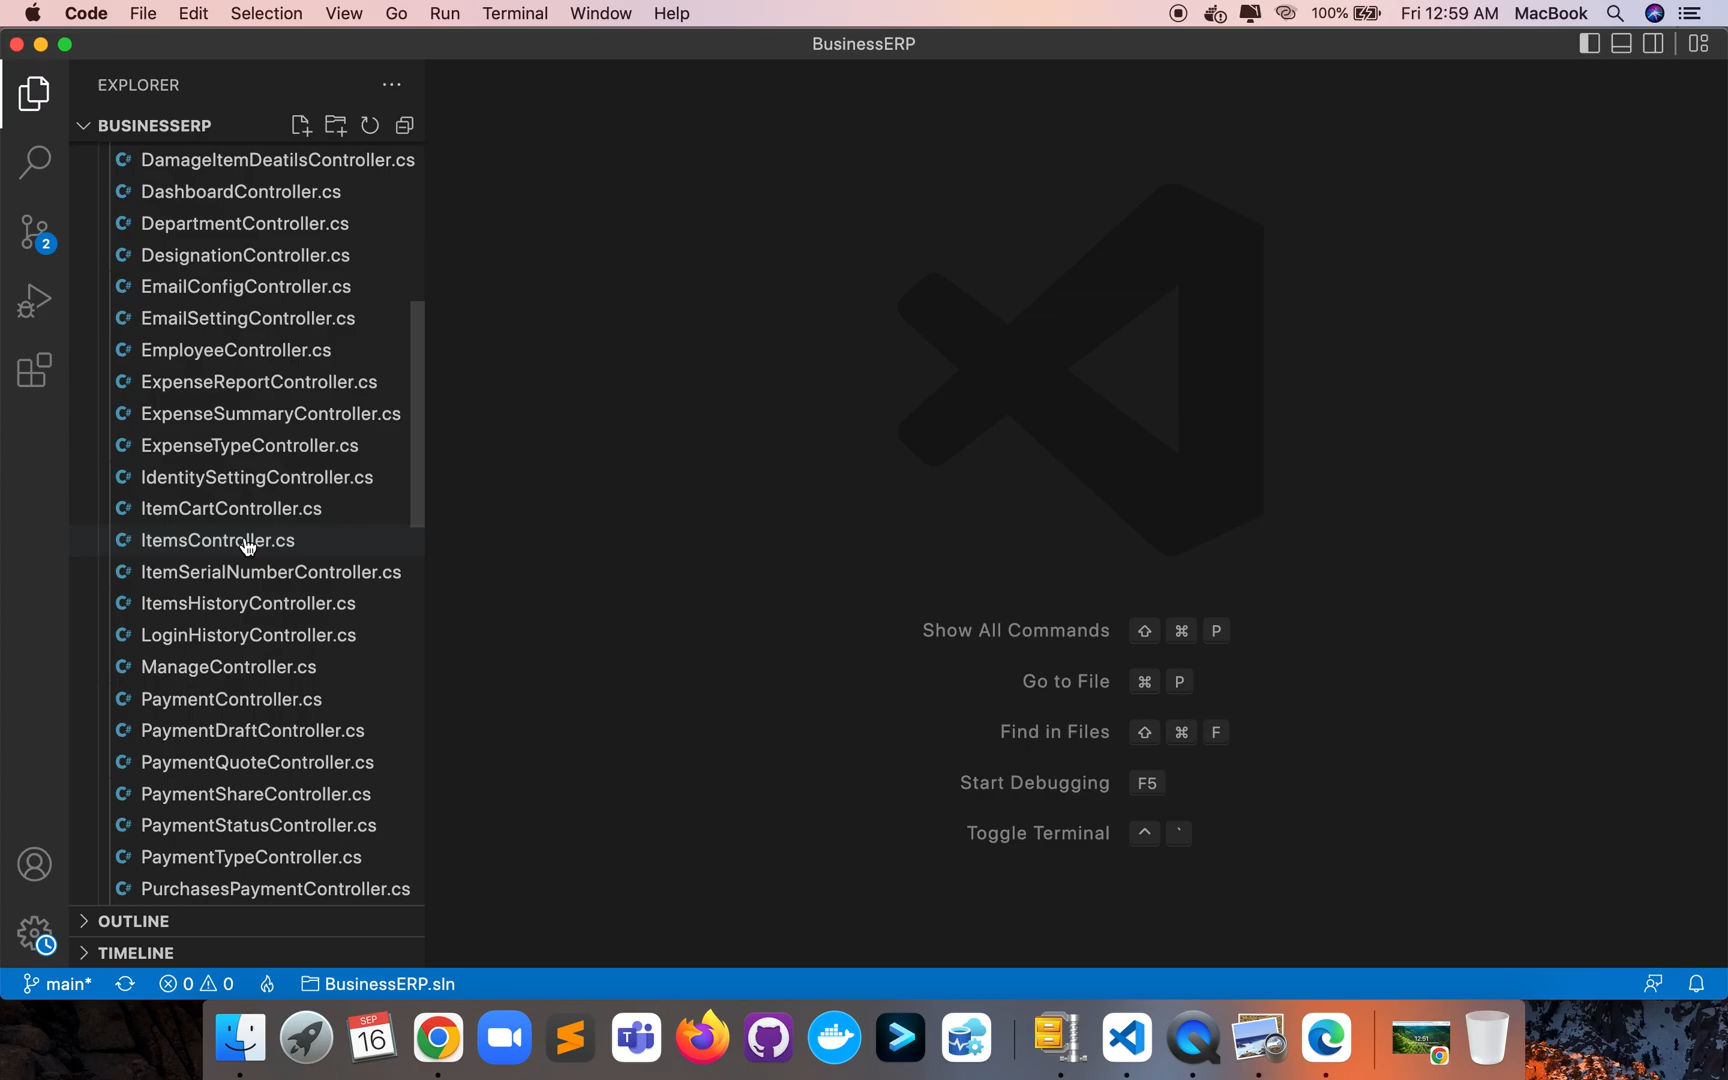 Code File Edit Selection View Go Run Terminal Window Help 100% Fri 12:59 AM MacBook
BusinessERP
EXPLORER
BUSINESSERP
DamageItemDeatilsController.cs
DashboardController.cs
DepartmentController.cs
DesignationController.cs
EmailConfigController.cs
EmailSettingController.cs
EmployeeController.cs
ExpenseReportController.cs
ExpenseSummaryController.cs
ExpenseTypeController.cs
IdentitySettingController.cs
ItemCartController.cs
ItemsController.cs
ItemSerialNumberController.cs
ItemsHistoryController.cs
LoginHistoryController.cs
ManageController.cs
PaymentController.cs
PaymentDraftController.cs
PaymentQuoteController.cs
PaymentShareController.cs
PaymentStatusController.cs
PaymentTypeController.cs
PurchasesPaymentController.cs
OUTLINE
TIMELINE
2
Show All Commands ⇧ ⌘ P
Go to File ⌘ P
Find in Files ⇧ ⌘ F
Start Debugging F5
Toggle Terminal ^ `
main* 0 0 BusinessERP.sln
SEP
16
12:51